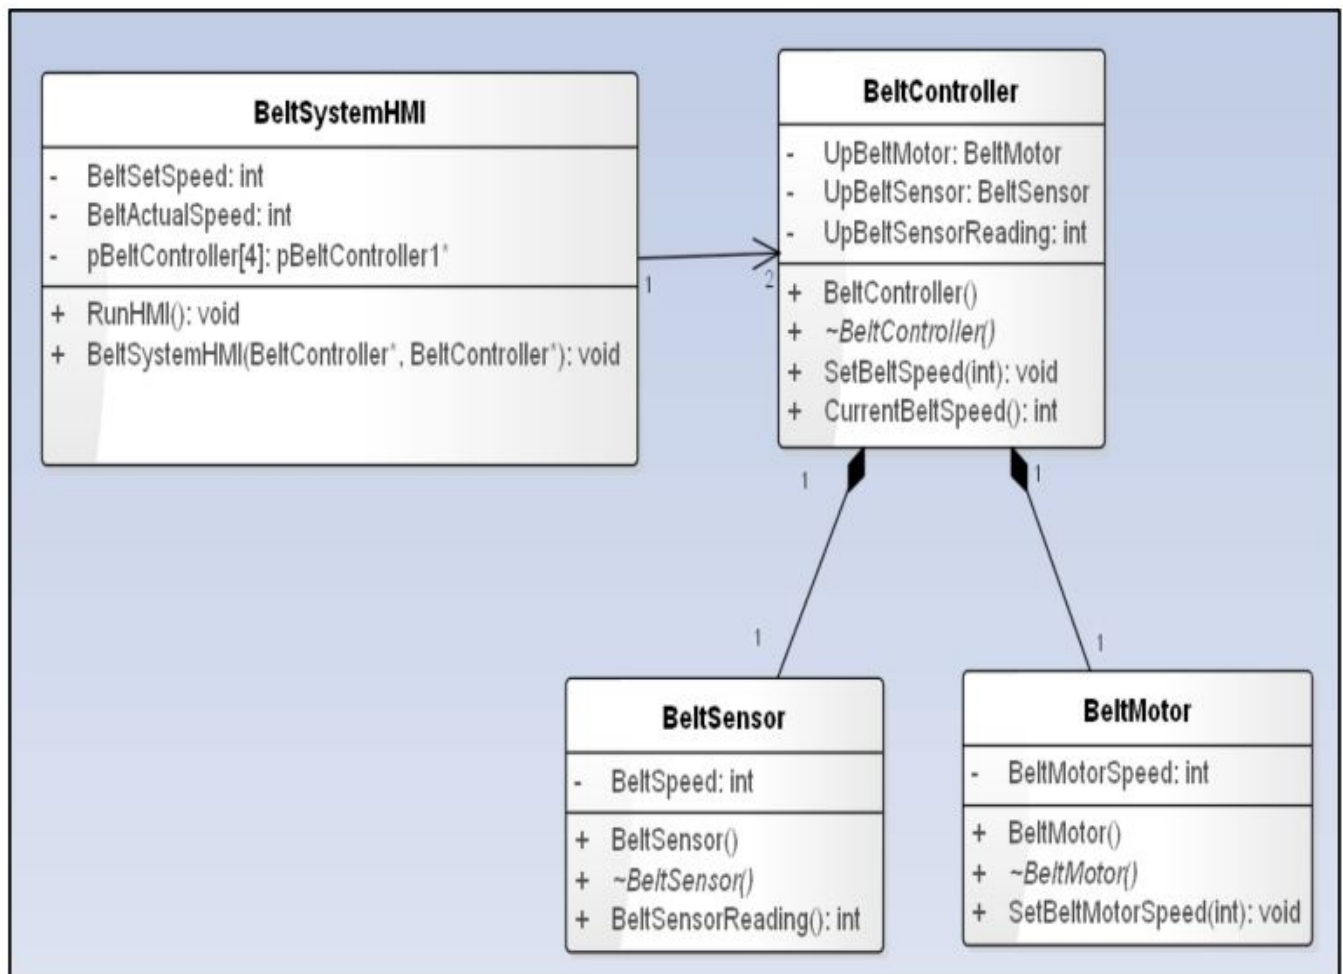 BeltSystemHMI
- BeltSetSpeed: int
- BeltActualSpeed: int
- pBeltController[4]: pBeltController1*
+ RunHMI(): void
+ BeltSystemHMI(BeltController*, BeltController*): void
1
2
BeltController
- UpBeltMotor: BeltMotor
- UpBeltSensor: BeltSensor
- UpBeltSensorReading: int
+ BeltController()
+ ~BeltController()
+ SetBeltSpeed(int): void
+ CurrentBeltSpeed(): int
1
1
1
1
BeltSensor
- BeltSpeed: int
+ BeltSensor()
+ ~BeltSensor()
+ BeltSensorReading(): int
BeltMotor
- BeltMotorSpeed: int
+ BeltMotor()
+ ~BeltMotor()
+ SetBeltMotorSpeed(int): void